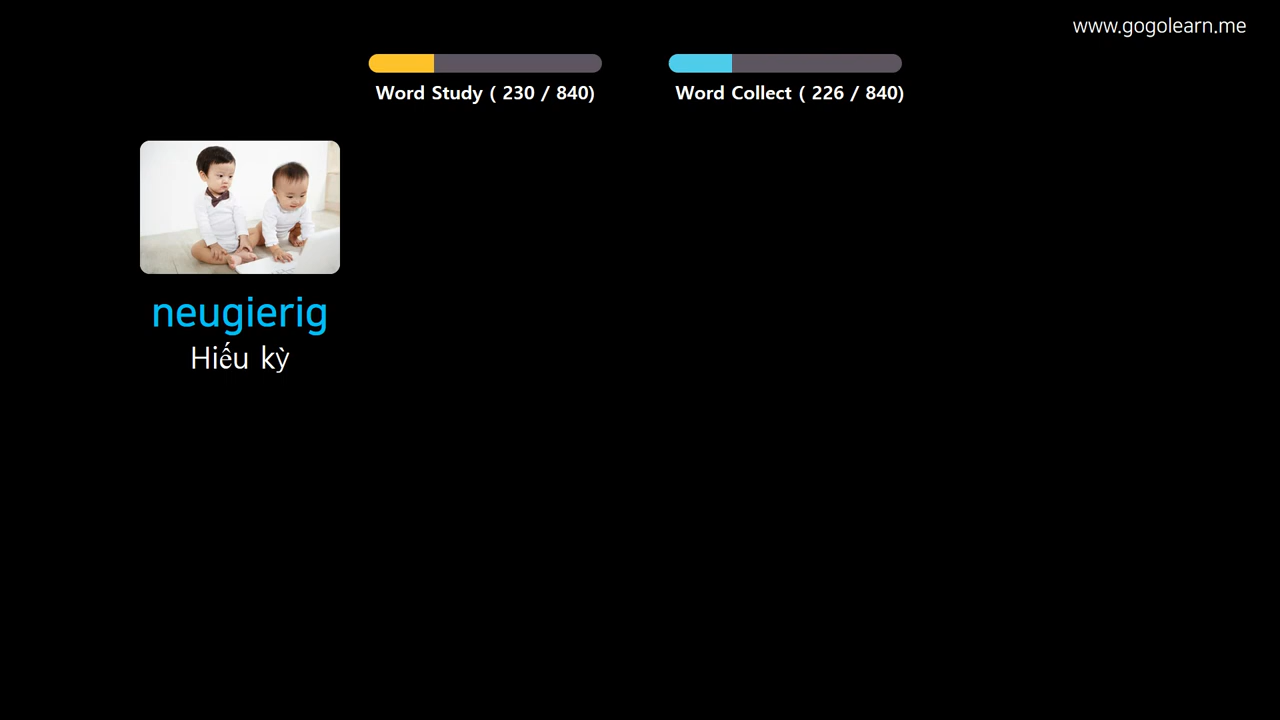 www.gogolearn.me
Word Study ( 230 / 840)
Word Collect ( 226 / 840)
neugierig
Hiếu kỳ